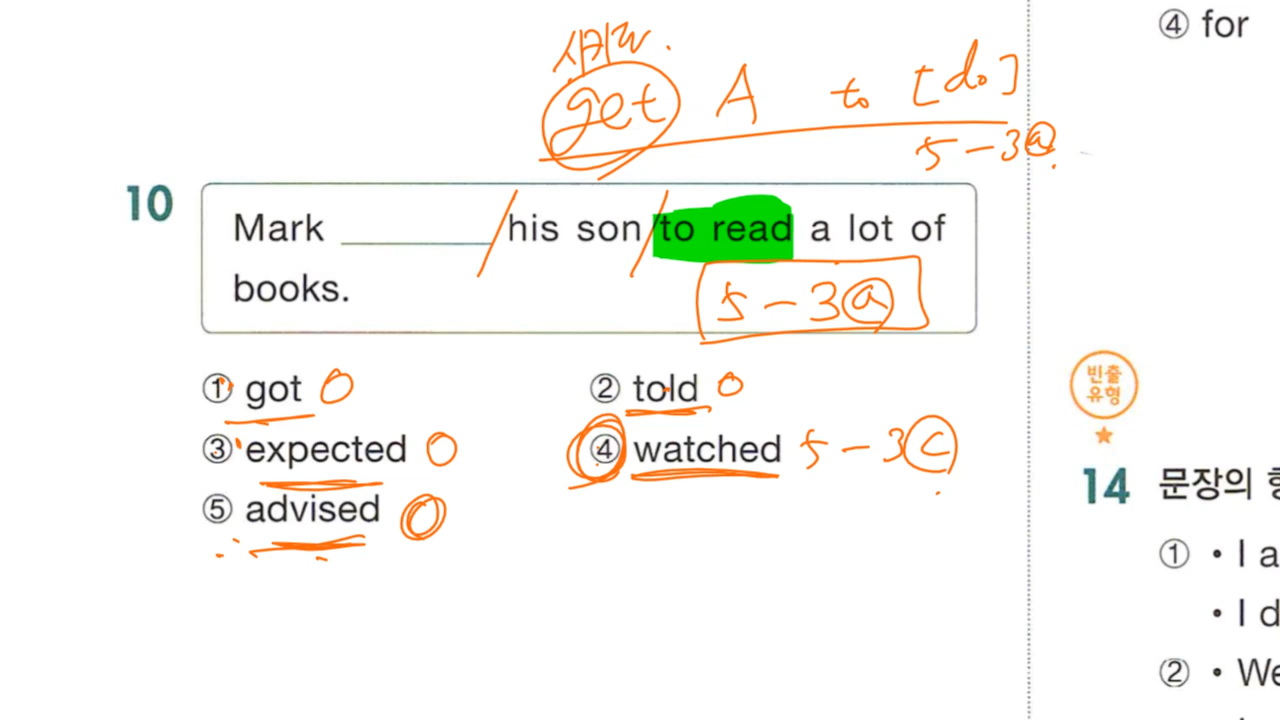 시키다.
get A to [do]
5-3ⓐ
10
Mark ________ his son to read a lot of
books.
5-3ⓐ
① got ○
② told ○
③ expected ○
④ watched 5-3ⓒ
⑤ advised ○
④ for
빈출
유형
14 문장의 형
① • I a
• I d
② • We